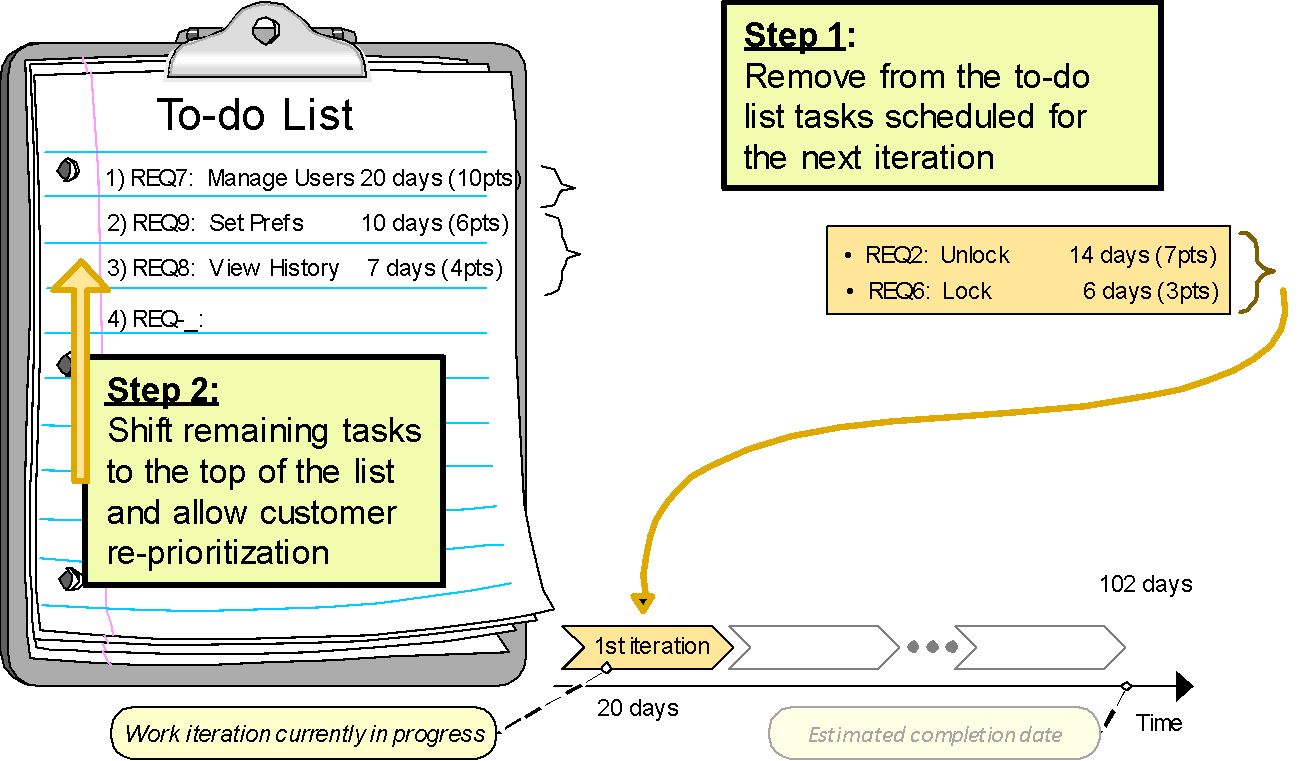 To-do List
1) REQ7: Manage Users 20 days (10pts)
2) REQ9: Set Prefs 10 days (6pts)
3) REQ8: View History 7 days (4pts)
4) REQ-_:
Step 2:
Shift remaining tasks
to the top of the list
and allow customer
re-prioritization
Step 1:
Remove from the to-do
list tasks scheduled for
the next iteration
• REQ2: Unlock 14 days (7pts)
• REQ6: Lock 6 days (3pts)
102 days
1st iteration
20 days
Time
Work iteration currently in progress
Estimated completion date